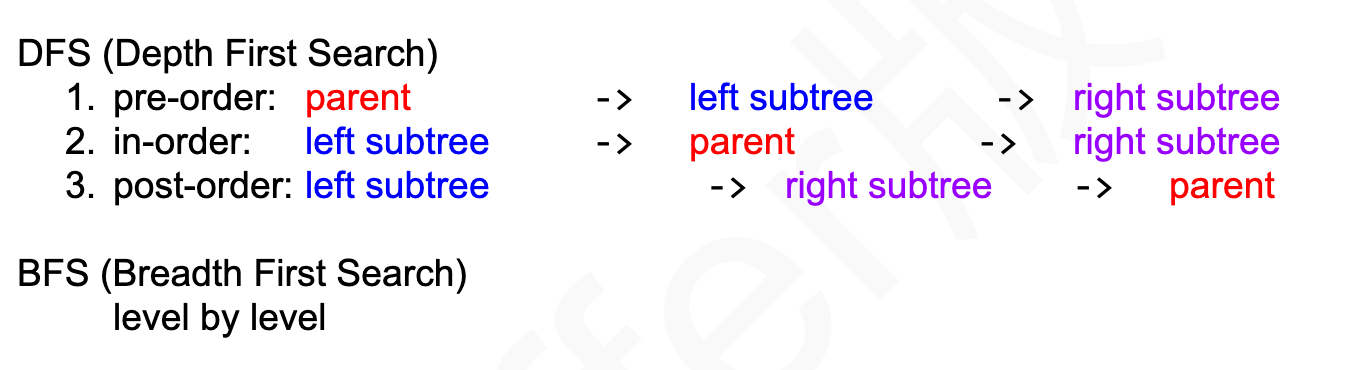 DFS (Depth First Search)
1. pre-order: parent -> left subtree -> right subtree
2. in-order: left subtree -> parent -> right subtree
3. post-order: left subtree -> right subtree -> parent
BFS (Breadth First Search)
level by level